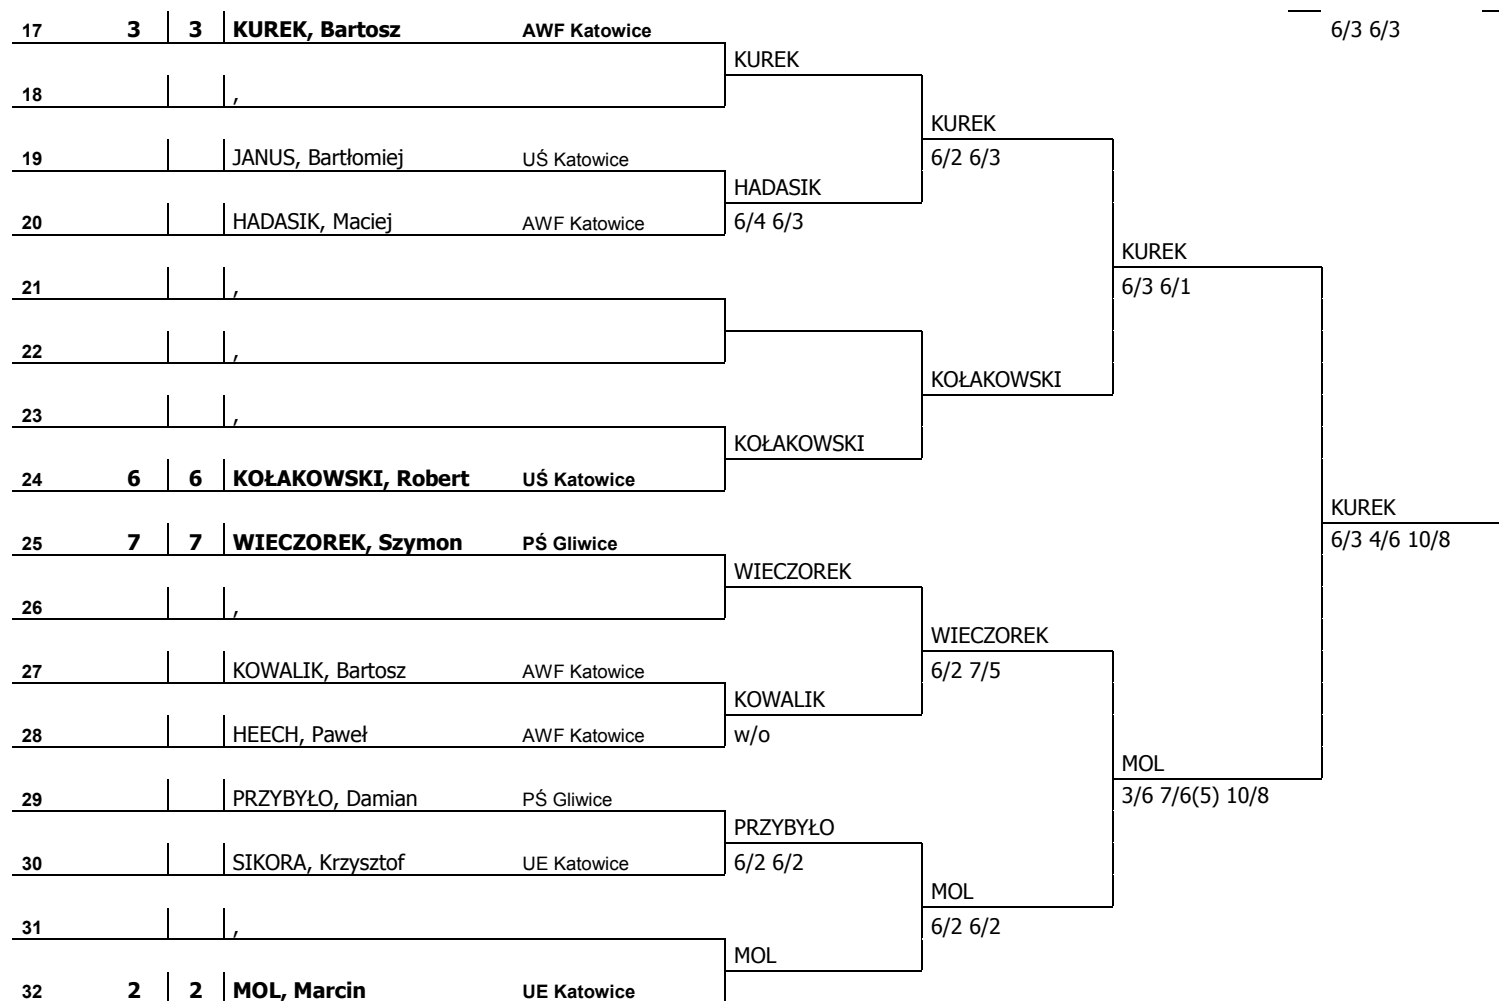 17 3 3 KUREK, Bartosz AWF Katowice 6/3 6/3
KUREK
18 ,
KUREK
19 JANUS, Bartłomiej UŚ Katowice 6/2 6/3
HADASIK
20 HADASIK, Maciej AWF Katowice 6/4 6/3
KUREK
21 , 6/3 6/1
22 ,
KOŁAKOWSKI
23 ,
KOŁAKOWSKI
24 6 6 KOŁAKOWSKI, Robert UŚ Katowice
KUREK
25 7 7 WIECZOREK, Szymon PŚ Gliwice 6/3 4/6 10/8
WIECZOREK
26 ,
WIECZOREK
27 KOWALIK, Bartosz AWF Katowice 6/2 7/5
KOWALIK
28 HEECH, Paweł AWF Katowice w/o
MOL
29 PRZYBYŁO, Damian PŚ Gliwice 3/6 7/6(5) 10/8
PRZYBYŁO
30 SIKORA, Krzysztof UE Katowice 6/2 6/2
MOL
31 , 6/2 6/2
MOL
32 2 2 MOL, Marcin UE Katowice